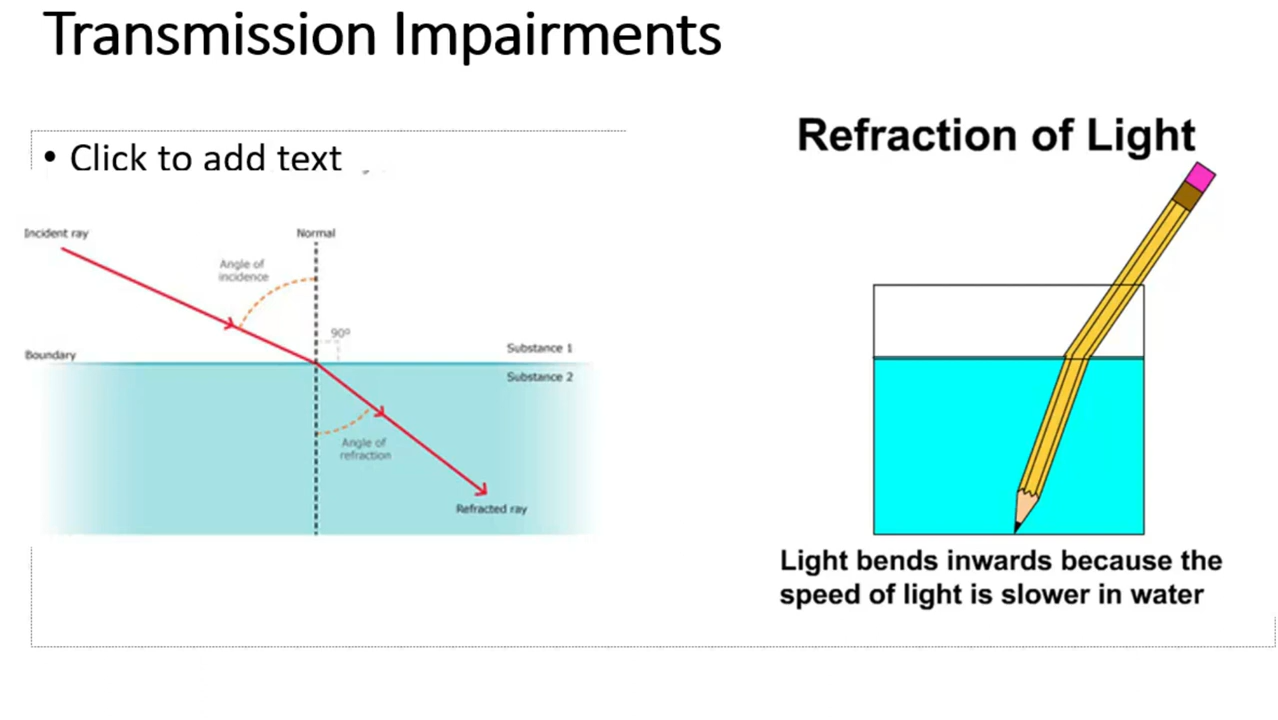 Transmission Impairments
• Click to add text
Incident ray
Normal
Angle of
incidence
90º
Boundary
Substance 1
Substance 2
Angle of
refraction
Refracted ray
Refraction of Light
Light bends inwards because the
speed of light is slower in water